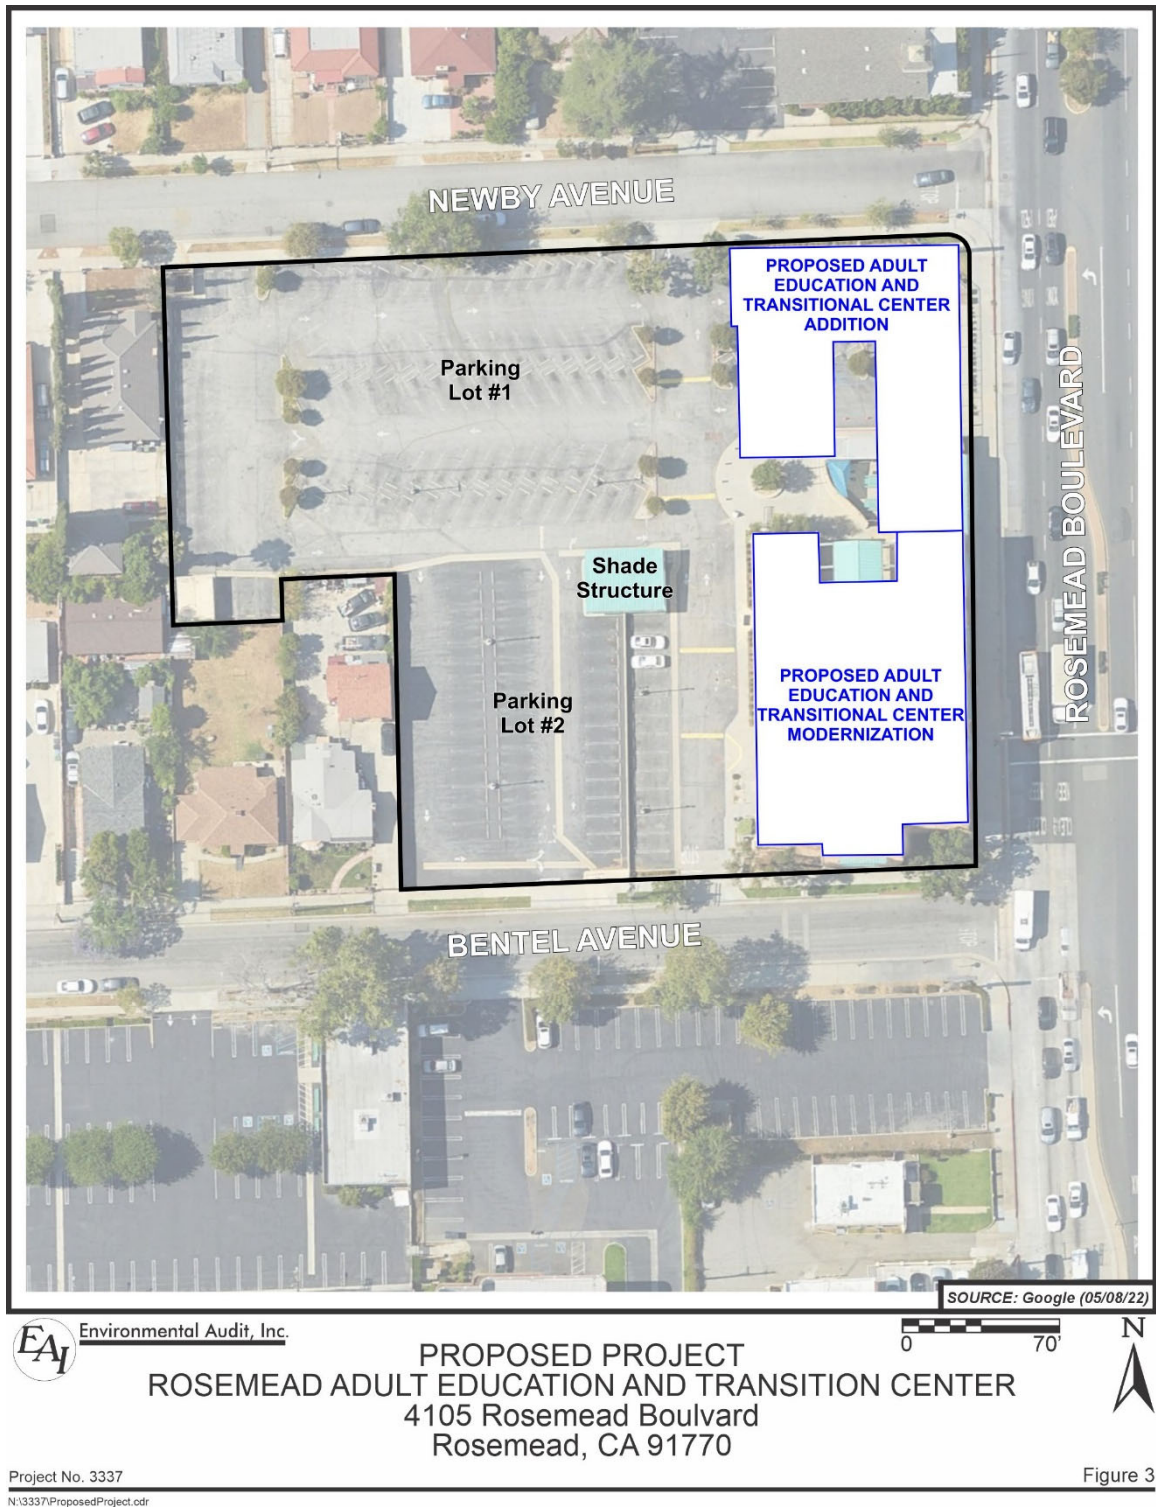 NEWBY AVENUE
PROPOSED ADULT
EDUCATION AND
TRANSITIONAL CENTER
ADDITION
Parking
Lot #1
ROSEMEAD BOULEVARD
Shade
Structure
PROPOSED ADULT
EDUCATION AND
TRANSITIONAL CENTER
MODERNIZATION
Parking
Lot #2
BENTEL AVENUE
SOURCE: Google (05/08/22)
EAI
Environmental Audit, Inc.
0 70'
N
PROPOSED PROJECT
ROSEMEAD ADULT EDUCATION AND TRANSITION CENTER
4105 Rosemead Boulvard
Rosemead, CA 91770
Project No. 3337
Figure 3
N:\3337\ProposedProject.cdr